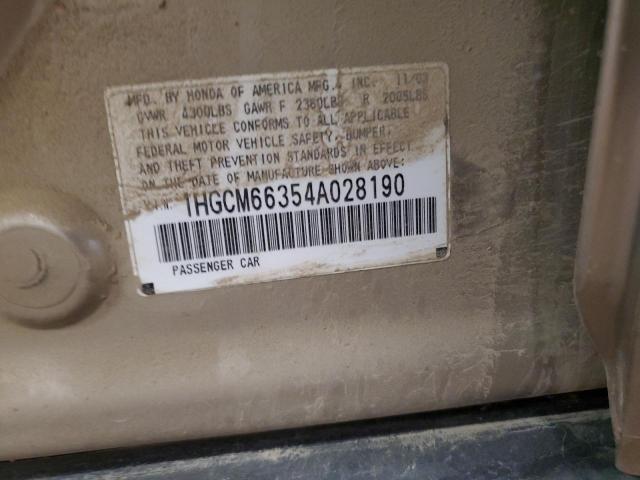 MFD. BY HONDA OF AMERICA MFG., INC. 11/03
GVWR 4300LBS GAWR F 2380LBS R 2005LBS
THIS VEHICLE CONFORMS TO ALL APPLICABLE
FEDERAL MOTOR VEHICLE SAFETY, BUMPER,
AND THEFT PREVENTION STANDARDS IN EFFECT
ON THE DATE OF MANUFACTURE SHOWN ABOVE.
V.I.N. 1HGCM66354A028190
PASSENGER CAR